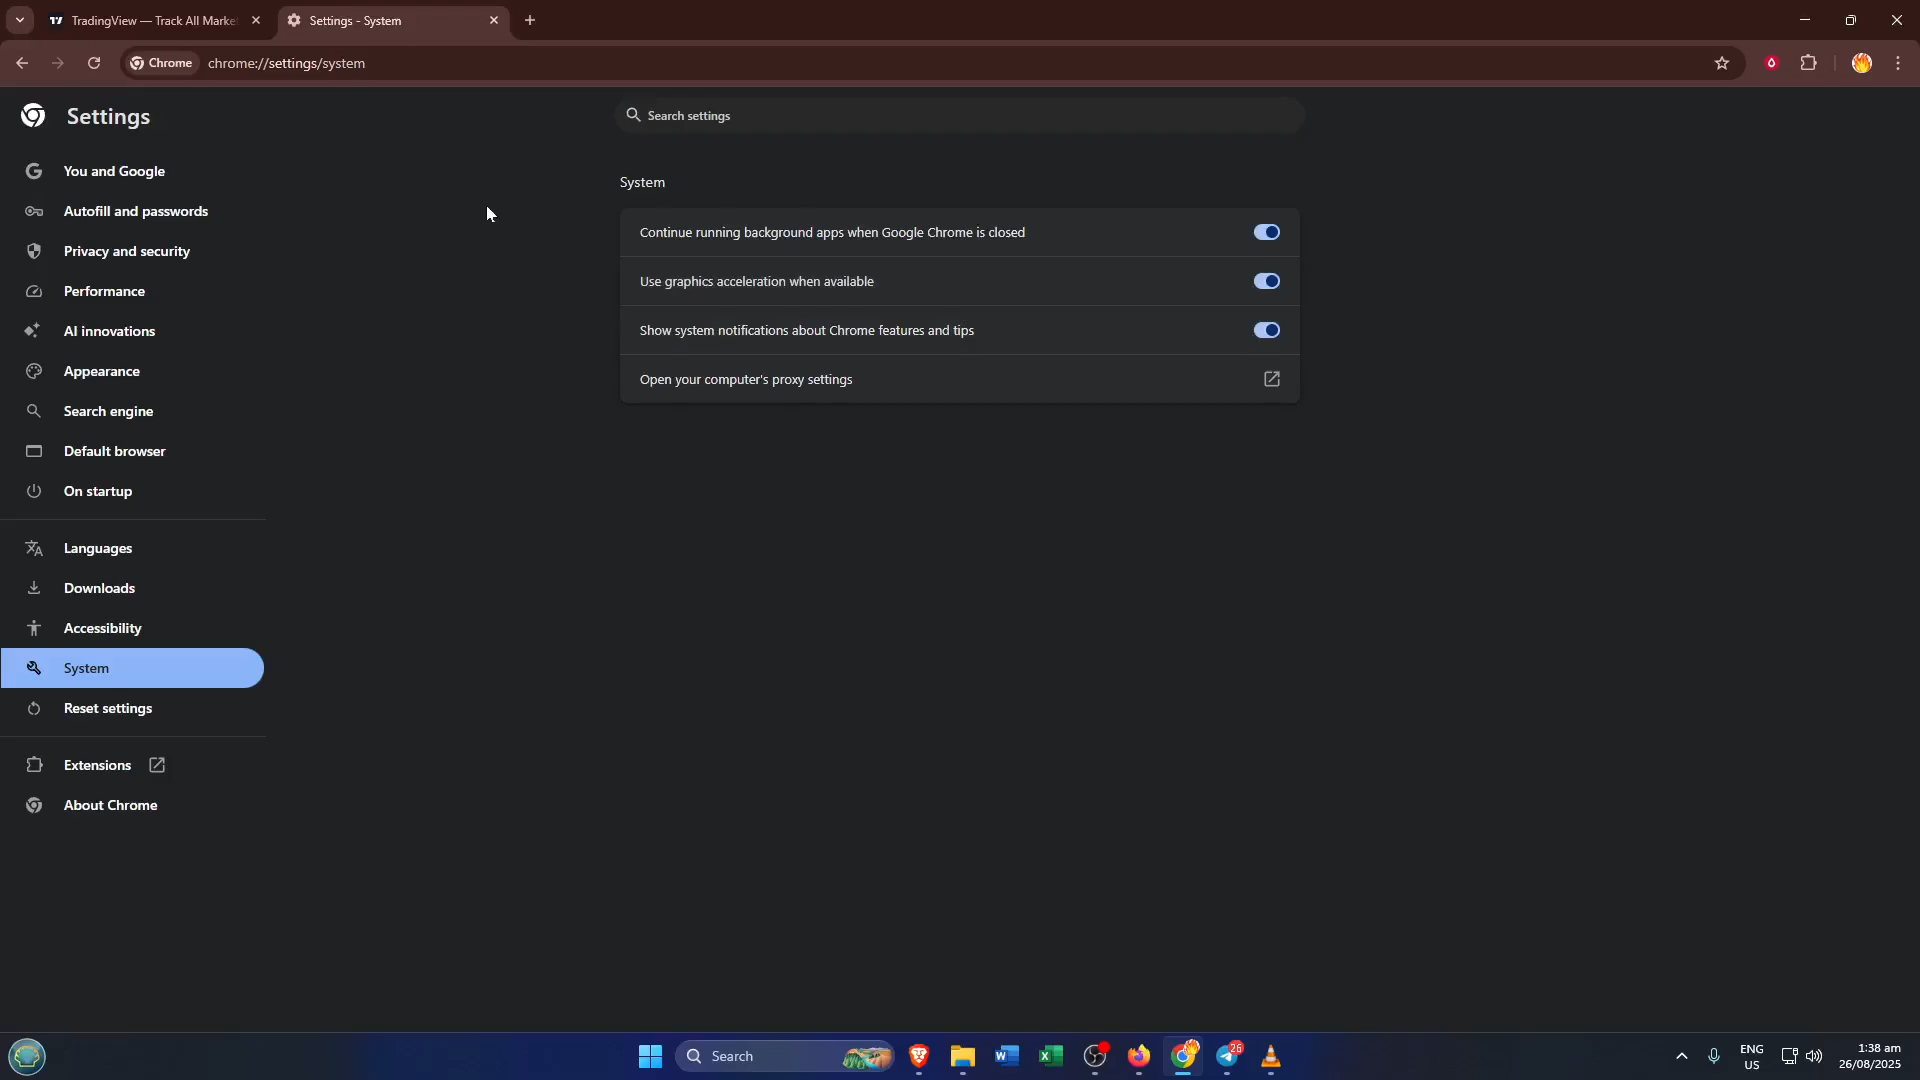 TradingView — Track All Marke
Settings - System
Chrome
chrome://settings/system
Settings
Search settings
You and Google
Autofill and passwords
Privacy and security
Performance
AI innovations
Appearance
Search engine
Default browser
On startup
Languages
Downloads
Accessibility
System
Reset settings
Extensions
About Chrome
System
Continue running background apps when Google Chrome is closed
Use graphics acceleration when available
Show system notifications about Chrome features and tips
Open your computer's proxy settings
Search
26
ENG
US
1:38 am
26/08/2025